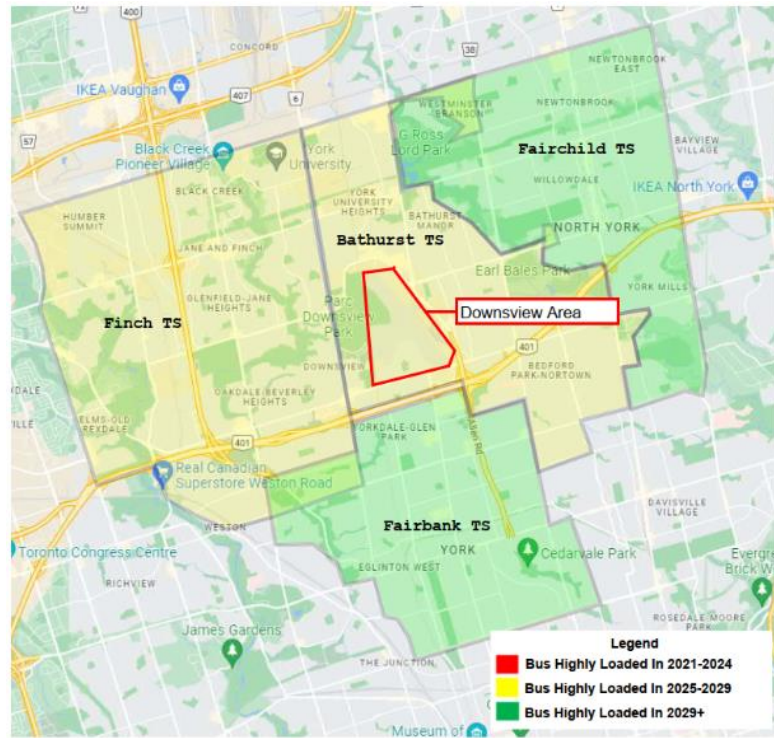 400
CONCORD
38
NEWTONBROOK
EAST
IKEA Vaughan
407
6
WESTMINSTER
BRANSON
NEWTONBROOK
57
Black Creek
Pioneer Village
York
University
G Ross
Lord Park
Fairchild TS
BAYVIEW
VILLAGE
BLACK CREEK
WILLOWDALE
IKEA North York
HUMBER
SUMMIT
YORK
UNIVERSITY
HEIGHTS
BATHURST
MANOR
NORTH YORK
JANE AND FINCH
Bathurst TS
Earl Bales Park
YORK MILLS
GLENFIELD-JANE
HEIGHTS
Parc
Downsview
Park
Finch TS
Downsview Area
401
DOWNSVIEW
BEDFORD
PARK-NORTOWN
OAKDALE-BEVERLEY
HEIGHTS
ELMS-OLD
REXDALE
YORKDALE-GLEN
PARK
401
Allen Rd
Real Canadian
Superstore Weston Road
DAVISVILLE
VILLAGE
WESTON
Fairbank TS
Toronto Congress Centre
YORK
Cedarvale Park
RICHVIEW
EGLINTON WEST
Evergre
Brick W
ROSEDALE-MOORE
PARK
James Gardens
THE JUNCTION
Legend
Bus Highly Loaded In 2021-2024
Bus Highly Loaded In 2025-2029
Bus Highly Loaded In 2029+
Museum of